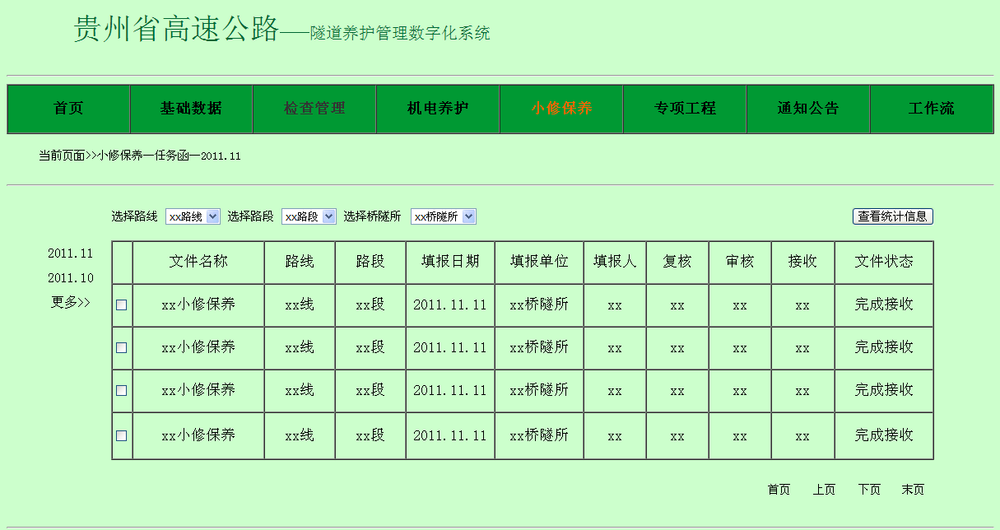 贵州省高速公路——隧道养护管理数字化系统
首页 基础数据 检查管理 机电养护 小修保养 专项工程 通知公告 工作流
当前页面>>小修保养—任务函—2011.11
选择路线 xx路线 选择路段 xx路段 选择桥隧所 xx桥隧所 查看统计信息
2011.11
2011.10
更多>>
文件名称 路线 路段 填报日期 填报单位 填报人 复核 审核 接收 文件状态
xx小修保养 xx线 xx段 2011.11.11 xx桥隧所 xx xx xx xx 完成接收
xx小修保养 xx线 xx段 2011.11.11 xx桥隧所 xx xx xx xx 完成接收
xx小修保养 xx线 xx段 2011.11.11 xx桥隧所 xx xx xx xx 完成接收
xx小修保养 xx线 xx段 2011.11.11 xx桥隧所 xx xx xx xx 完成接收
首页 上页 下页 末页